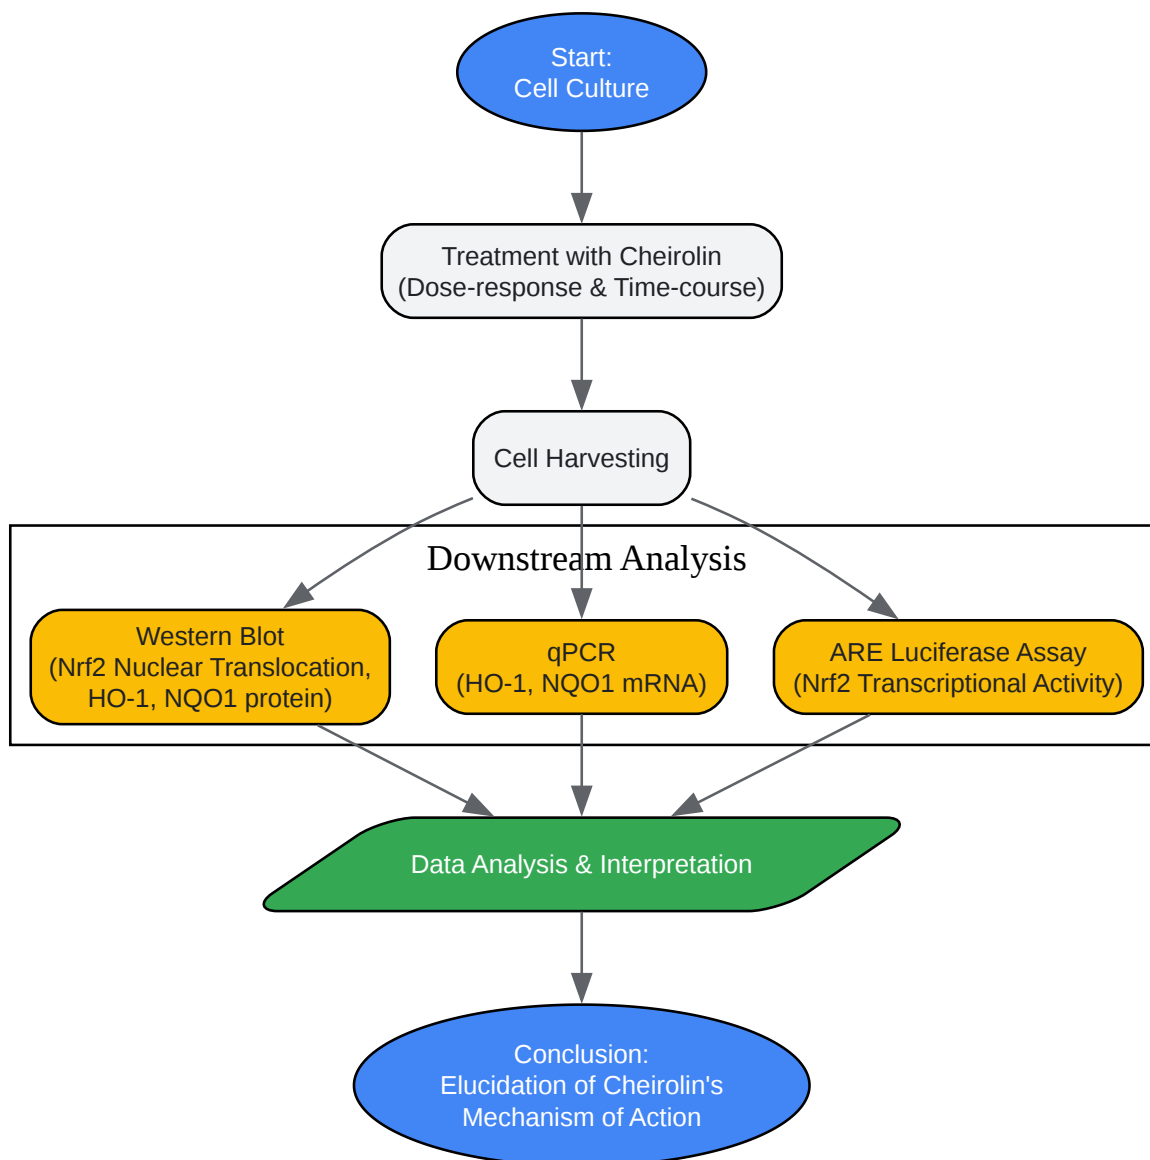 Start:
Cell Culture
Treatment with Cheirolin
(Dose-response & Time-course)
Cell Harvesting
Downstream Analysis
Western Blot
(Nrf2 Nuclear Translocation,
HO-1, NQO1 protein)
qPCR
(HO-1, NQO1 mRNA)
ARE Luciferase Assay
(Nrf2 Transcriptional Activity)
Data Analysis & Interpretation
Conclusion:
Elucidation of Cheirolin's
Mechanism of Action